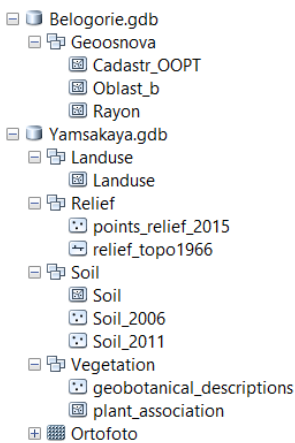 Belogorie.gdb
Geoosnova
Cadastr_OOPT
Oblast_b
Rayon
Yamsakaya.gdb
Landuse
Landuse
Relief
points_relief_2015
relief_topo1966
Soil
Soil
Soil_2006
Soil_2011
Vegetation
geobotanical_descriptions
plant_association
Ortofoto